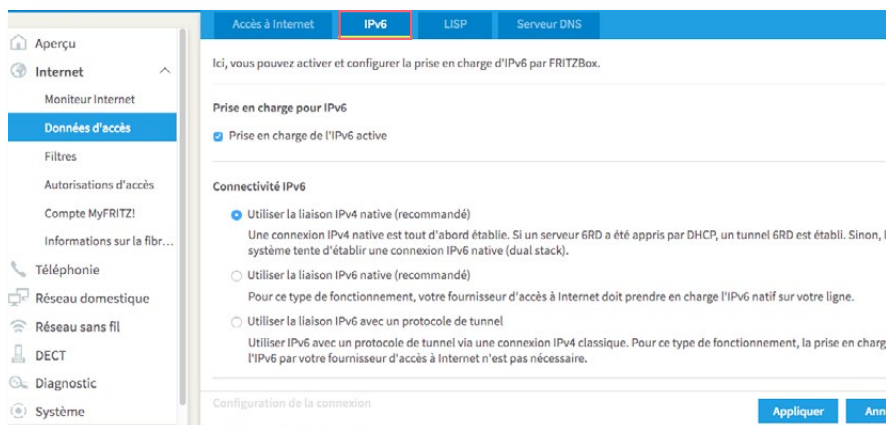 Accès à Internet
IPv6
LISP
Serveur DNS
Aperçu
Internet
Moniteur Internet
Données d'accès
Filtres
Autorisations d'accès
Compte MyFRITZ!
Informations sur la fibr...
Téléphonie
Réseau domestique
Réseau sans fil
DECT
Diagnostic
Système
Ici, vous pouvez activer et configurer la prise en charge d'IPv6 par FRITZBox.
Prise en charge pour IPv6
Prise en charge de l'IPv6 active
Connectivité IPv6
Utiliser la liaison IPv4 native (recommandé)
Une connexion IPv4 native est tout d'abord établie. Si un serveur 6RD a été appris par DHCP, un tunnel 6RD est établi. Sinon,
système tente d'établir une connexion IPv6 native (dual stack).
Utiliser la liaison IPv6 native (recommandé)
Pour ce type de fonctionnement, votre fournisseur d'accès à Internet doit prendre en charge l'IPv6 natif sur votre ligne.
Utiliser la liaison IPv6 avec un protocole de tunnel
Utiliser IPv6 avec un protocole de tunnel via une connexion IPv4 classique. Pour ce type de fonctionnement, la prise en charg
l'IPv6 par votre fournisseur d'accès à Internet n'est pas nécessaire.
Configuration de la connexion
Appliquer
Ann